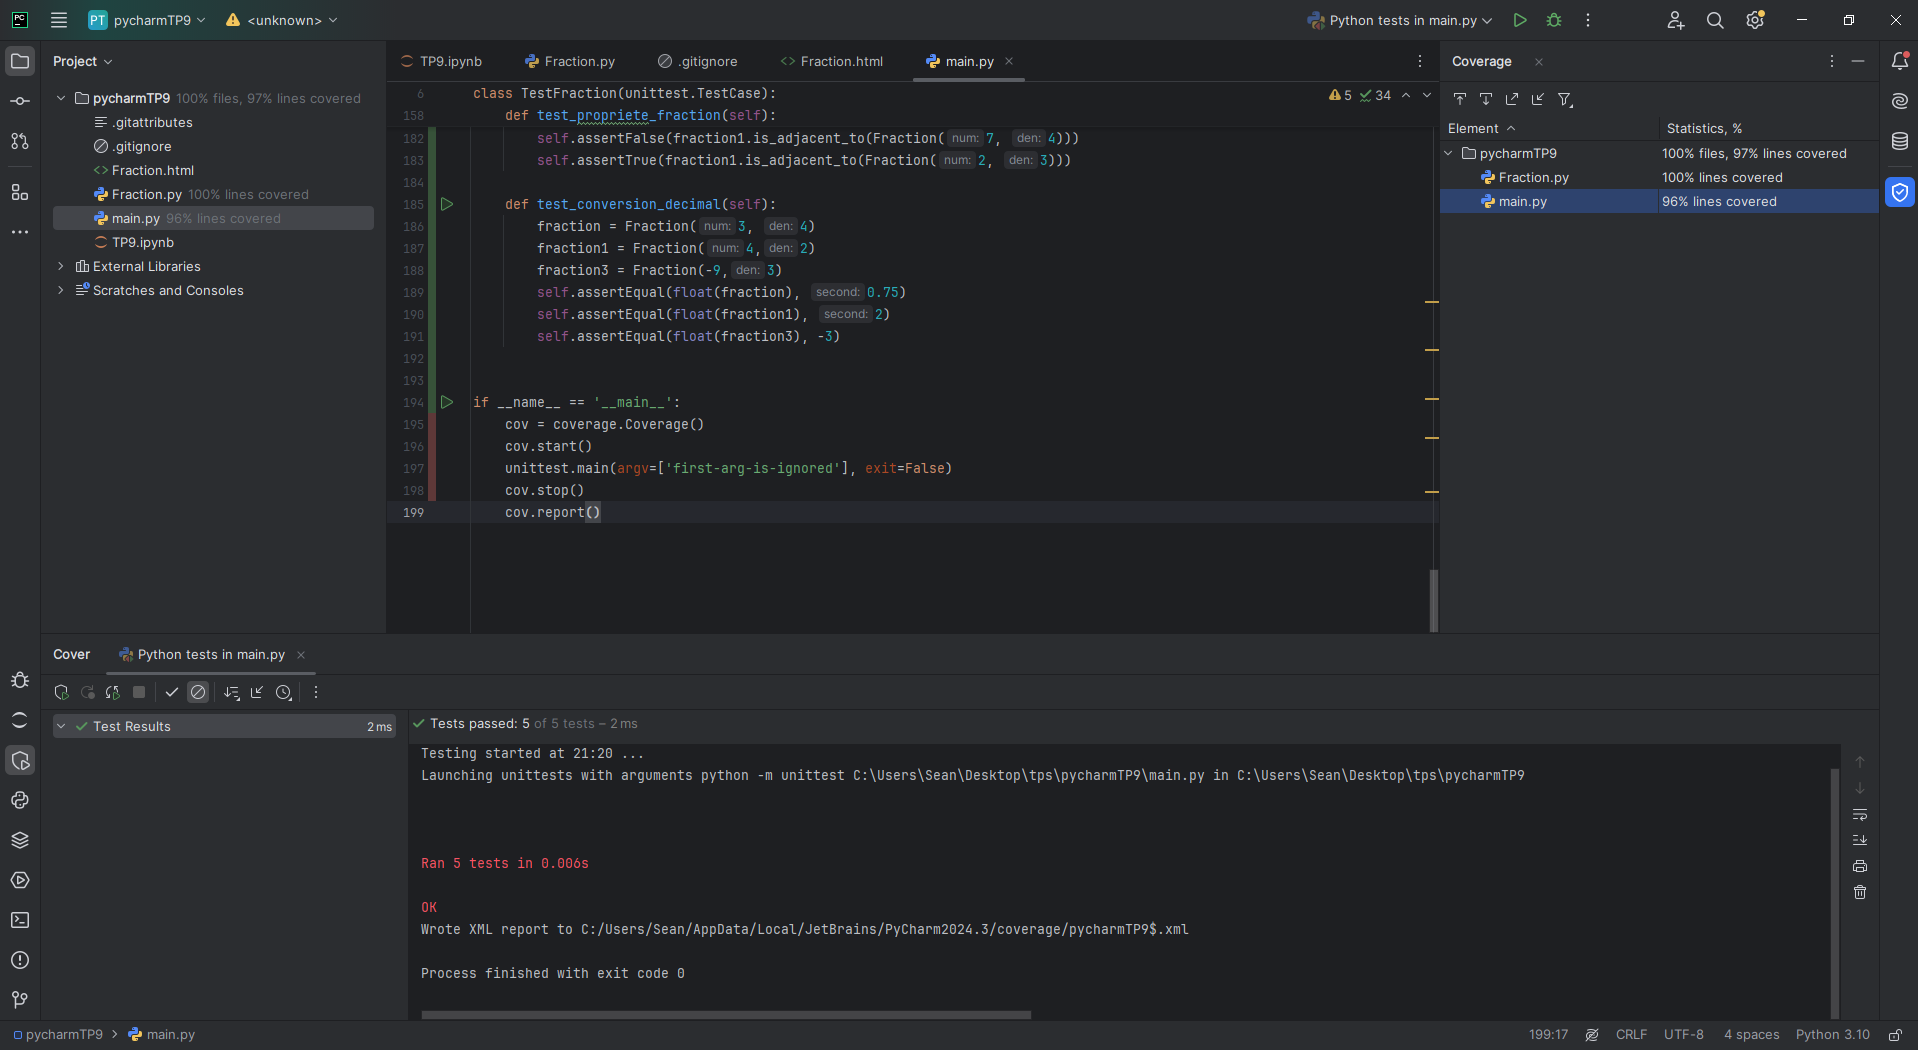 PC
PT pycharmTP9
<unknown>
Python tests in main.py
Project
TP9.ipynb
Fraction.py
.gitignore
Fraction.html
main.py
Coverage
pycharmTP9 100% files, 97% lines covered
.gitattributes
.gitignore
Fraction.html
Fraction.py 100% lines covered
main.py 96% lines covered
TP9.ipynb
External Libraries
Scratches and Consoles
5 34
6 class TestFraction(unittest.TestCase):
158 def test_propriete_fraction(self):
182 self.assertFalse(fraction1.is_adjacent_to(Fraction( num: 7, den: 4)))
183 self.assertTrue(fraction1.is_adjacent_to(Fraction( num: 2, den: 3)))
184
185 def test_conversion_decimal(self):
186 fraction = Fraction( num: 3, den: 4)
187 fraction1 = Fraction( num: 4, den: 2)
188 fraction3 = Fraction(-9, den: 3)
189 self.assertEqual(float(fraction), second: 0.75)
190 self.assertEqual(float(fraction1), second: 2)
191 self.assertEqual(float(fraction3), -3)
192
193
194 if __name__ == '__main__':
195 cov = coverage.Coverage()
196 cov.start()
197 unittest.main(argv=['first-arg-is-ignored'], exit=False)
198 cov.stop()
199 cov.report()
Element Statistics, %
pycharmTP9 100% files, 97% lines covered
Fraction.py 100% lines covered
main.py 96% lines covered
Cover Python tests in main.py
Test Results 2 ms
Tests passed: 5 of 5 tests – 2 ms
Testing started at 21:20 ...
Launching unittests with arguments python -m unittest C:\Users\Sean\Desktop\tps\pycharmTP9\main.py in C:\Users\Sean\Desktop\tps\pycharmTP9
Ran 5 tests in 0.006s
OK
Wrote XML report to C:/Users/Sean/AppData/Local/JetBrains/PyCharm2024.3/coverage/pycharmTP9$.xml
Process finished with exit code 0
pycharmTP9 > main.py
199:17 CRLF UTF-8 4 spaces Python 3.10